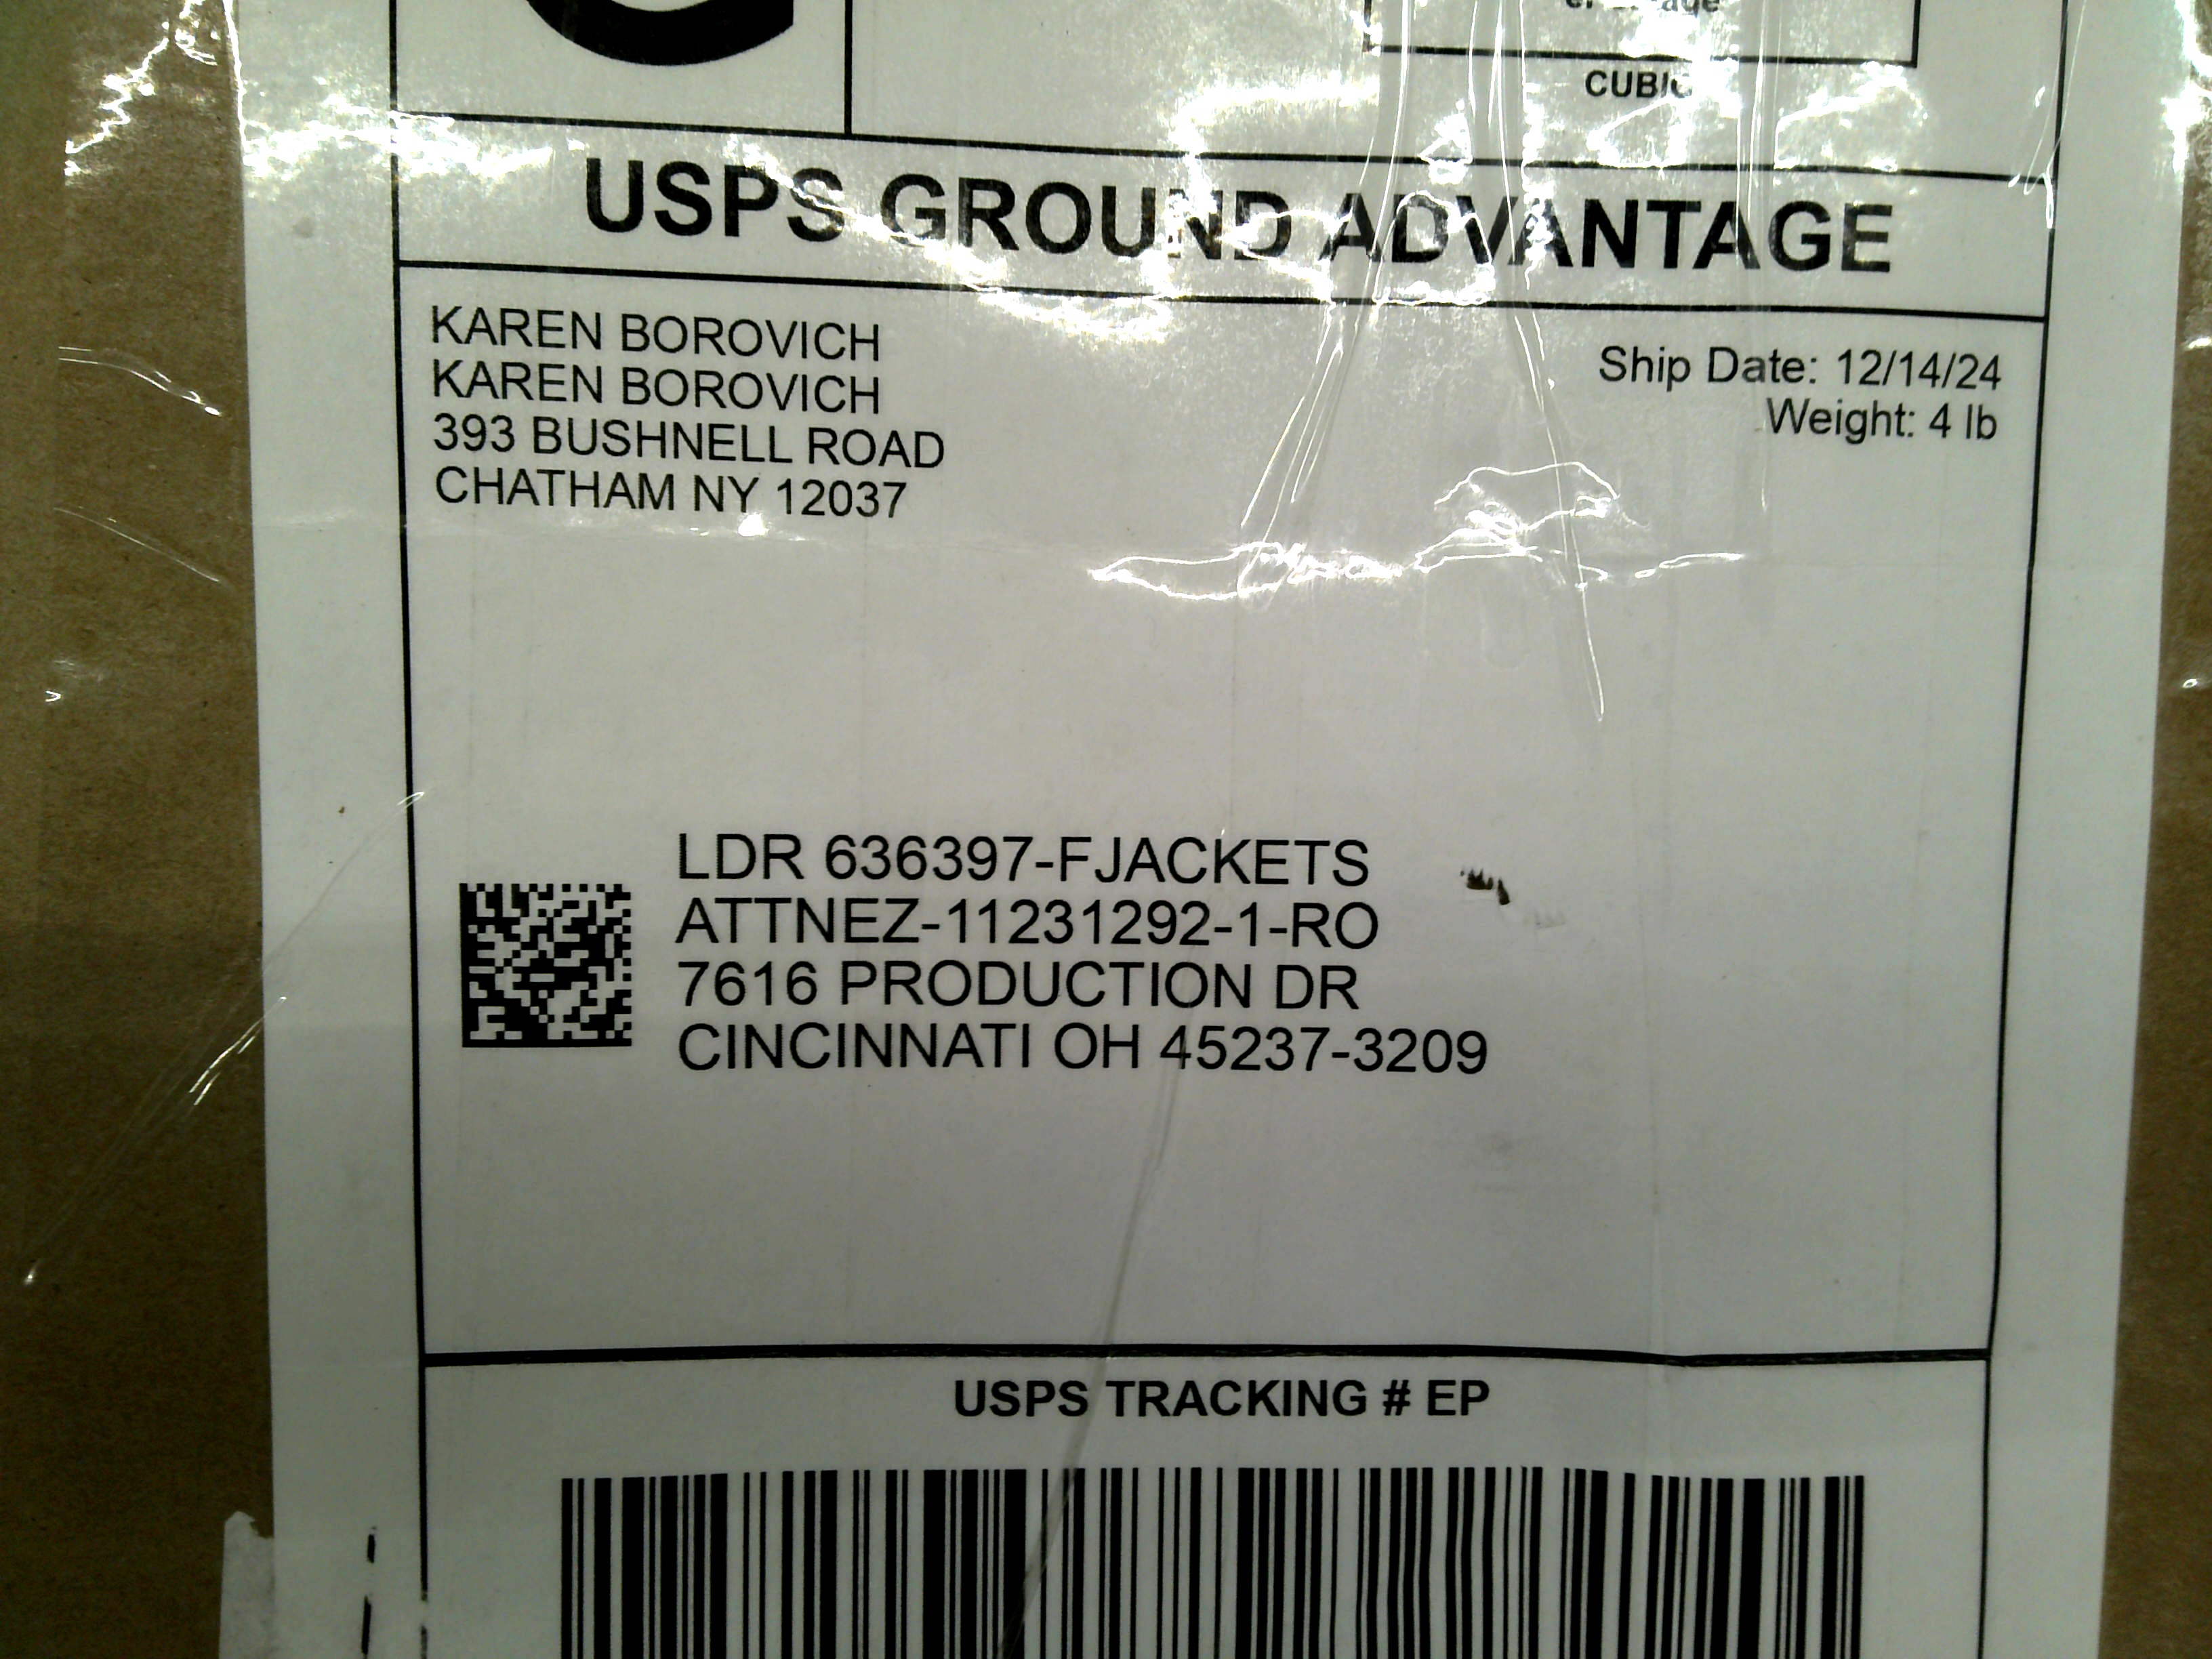 CUBIC
USPS GROUND ADVANTAGE
KAREN BOROVICH
KAREN BOROVICH
393 BUSHNELL ROAD
CHATHAM NY 12037
Ship Date: 12/14/24
Weight: 4 lb
LDR 636397-FJACKETS
ATTNEZ-11231292-1-RO
7616 PRODUCTION DR
CINCINNATI OH 45237-3209
USPS TRACKING # EP